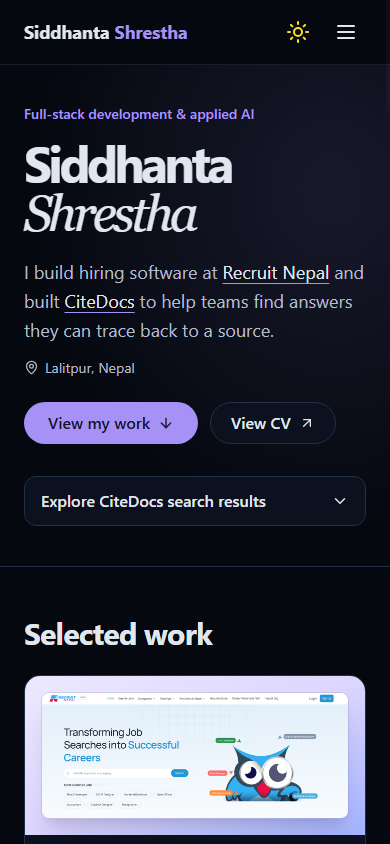 Siddhanta Shrestha
Full-stack development & applied AI
Siddhanta
Shrestha
I build hiring software at Recruit Nepal and
built CiteDocs to help teams find answers
they can trace back to a source.
Lalitpur, Nepal
View my work ↓
View CV ↗
Explore CiteDocs search results
Selected work
Transforming Job
Searches into Successful
Careers